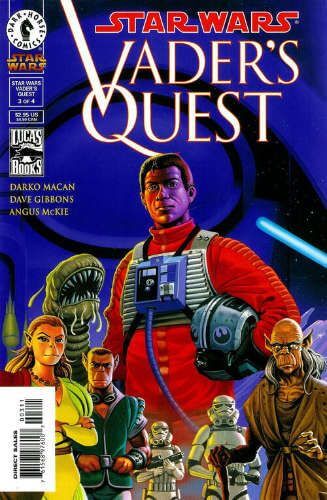 DARK HORSE COMICS
STAR WARS
STAR WARS
VADER'S
QUEST
3 OF 4
$2.95 US
LUCAS
BOOKS
STAR WARS
VADER'S
QUEST
DARKO MACAN
DAVE GIBBONS
ANGUS McKIE
DIRECT SALES
00311